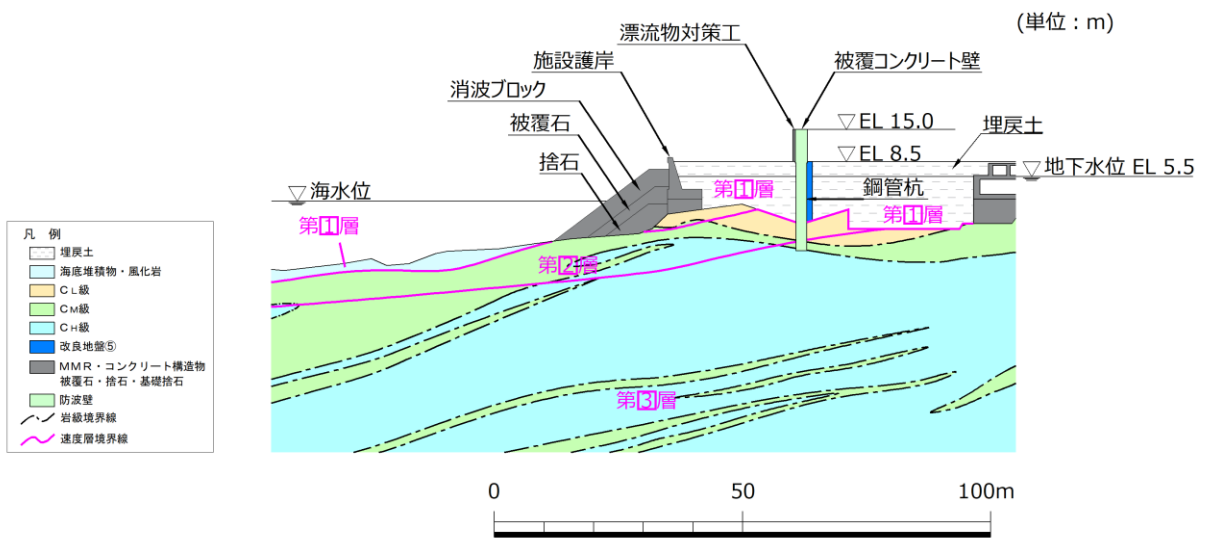 (単位：m)
漂流物対策工
施設護岸
被覆コンクリート壁
消波ブロック
▽EL 15.0
埋戻土
被覆石
▽EL 8.5
地下水位 EL 5.5
捨石
第1層
鋼管杭
海水位
第1層
第1層
第2層
第3層
凡 例
埋戻土
海底堆積物・風化岩
CL級
CM級
CH級
改良地盤⑤
MMR・コンクリート構造物
被覆石・捨石・基礎捨石
防波壁
岩級境界線
速度層境界線
0 50 100m